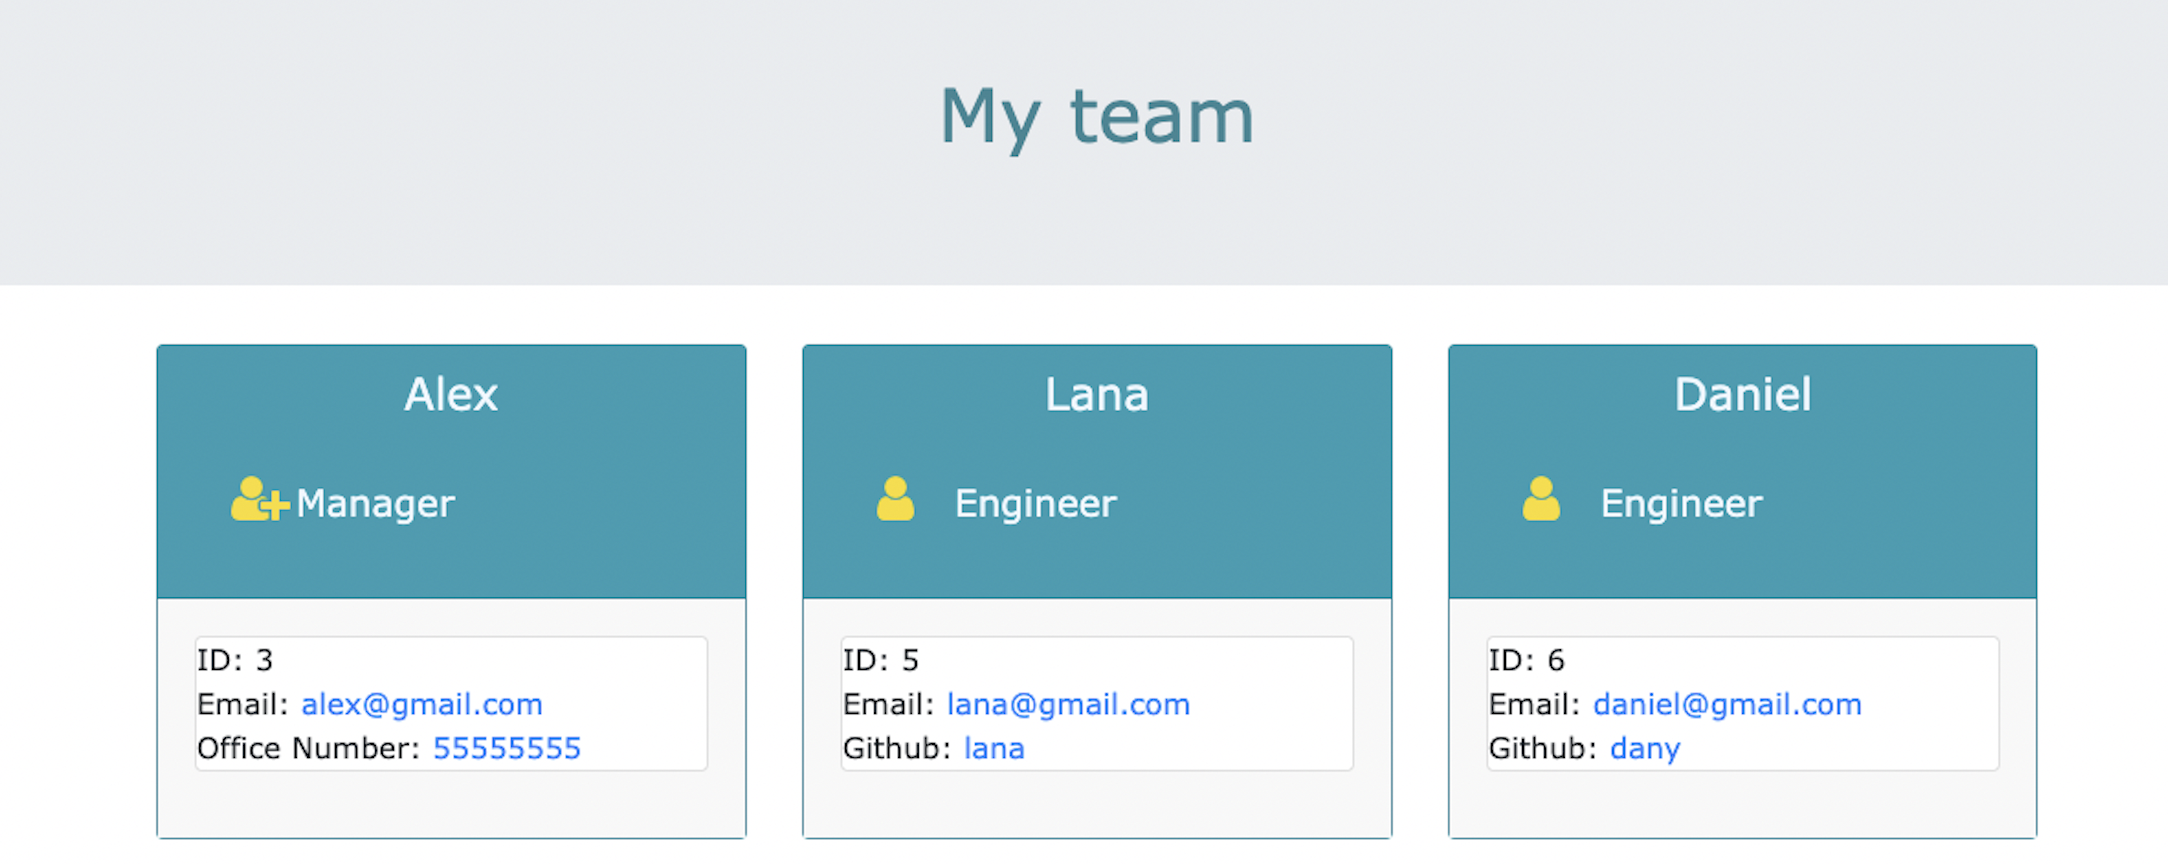 My team
Alex
Manager
ID: 3
Email: alex@gmail.com
Office Number: 55555555
Lana
Engineer
ID: 5
Email: lana@gmail.com
Github: lana
Daniel
Engineer
ID: 6
Email: daniel@gmail.com
Github: dany